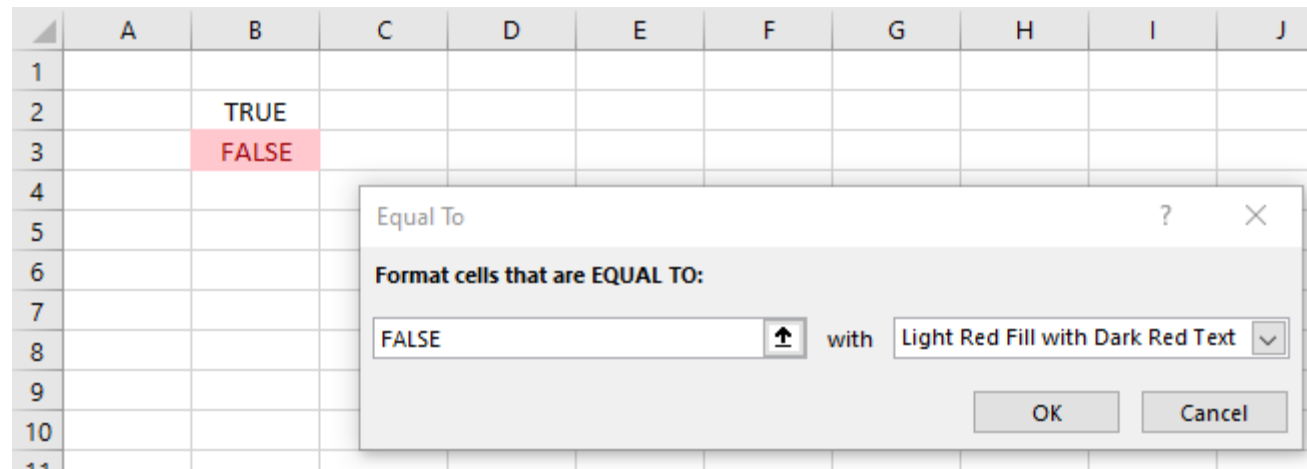 A B C D E F G H I J
1
2 TRUE
3 FALSE
4
Equal To ? 
5
6 Format cells that are EQUAL TO:
7
FALSE with Light Red Fill with Dark Red Text
8
9
OK Cancel
10
11